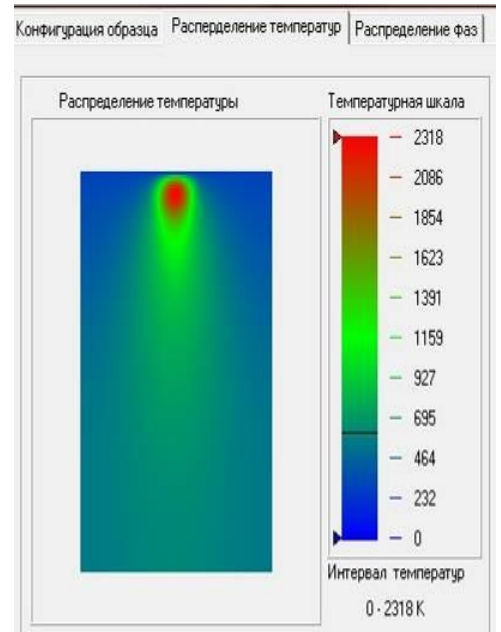 Конфигурация образца Распределение температур Распределение фаз
Распределение температуры
Температурная шкала
2318
2086
1854
1623
1391
1159
927
695
464
232
0
Интервал температур
0 - 2318 K